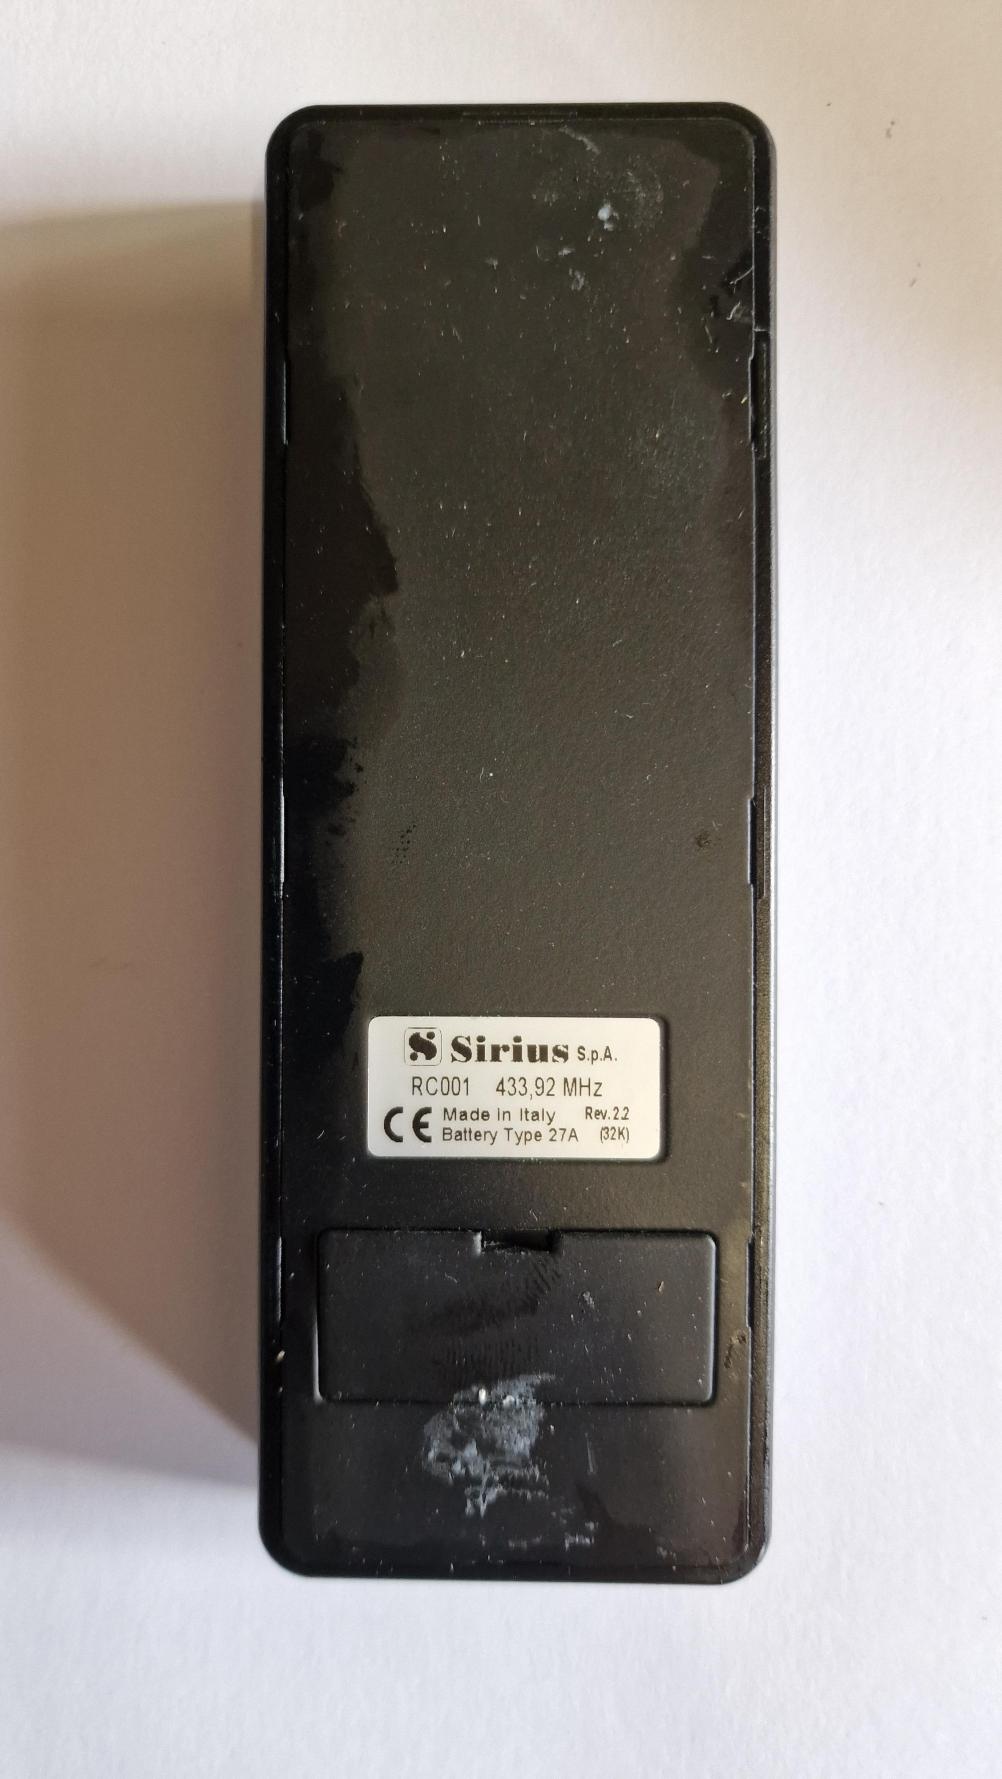 S Sirius S.p.A.
RC001 433,92 MHz
CE Made in Italy Rev.2.2
Battery Type 27A (32K)